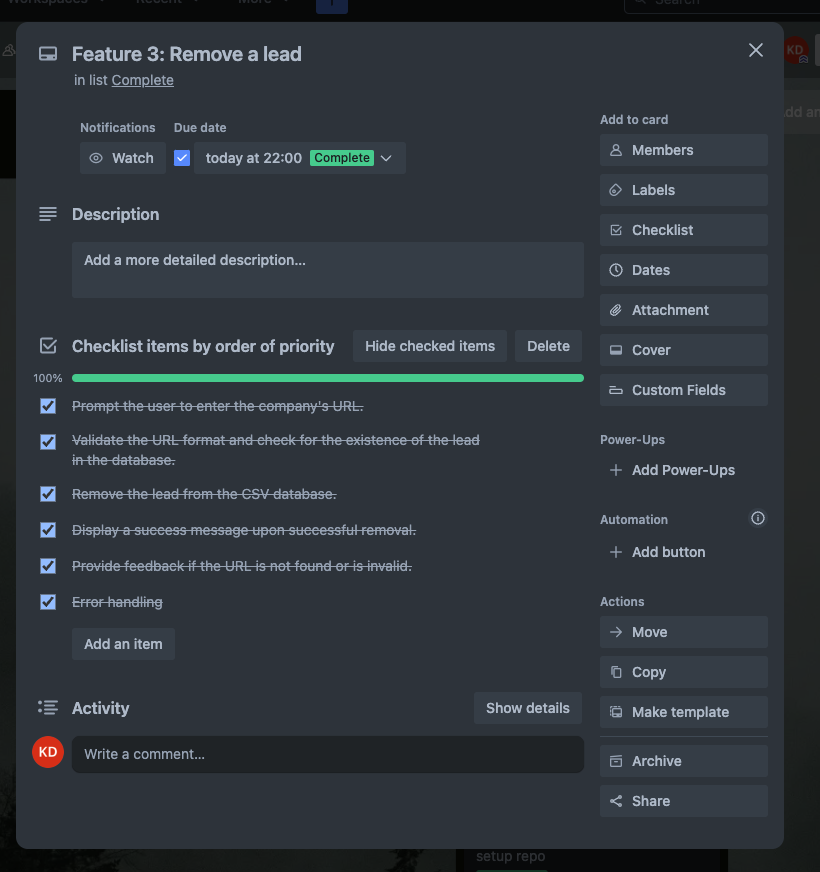 Workspaces
Recent
More
Search
KD
Feature 3: Remove a lead
in list Complete
Notifications
Due date
Watch
today at 22:00 Complete
Description
Add a more detailed description...
Checklist items by order of priority
Hide checked items
Delete
100%
Prompt the user to enter the company's URL.
Validate the URL format and check for the existence of the lead
in the database.
Remove the lead from the CSV database.
Display a success message upon successful removal.
Provide feedback if the URL is not found or is invalid.
Error handling
Add an item
Activity
Show details
KD
Write a comment...
Add to card
Members
Labels
Checklist
Dates
Attachment
Cover
Custom Fields
Power-Ups
Add Power-Ups
Automation
Add button
Actions
Move
Copy
Make template
Archive
Share
setup repo